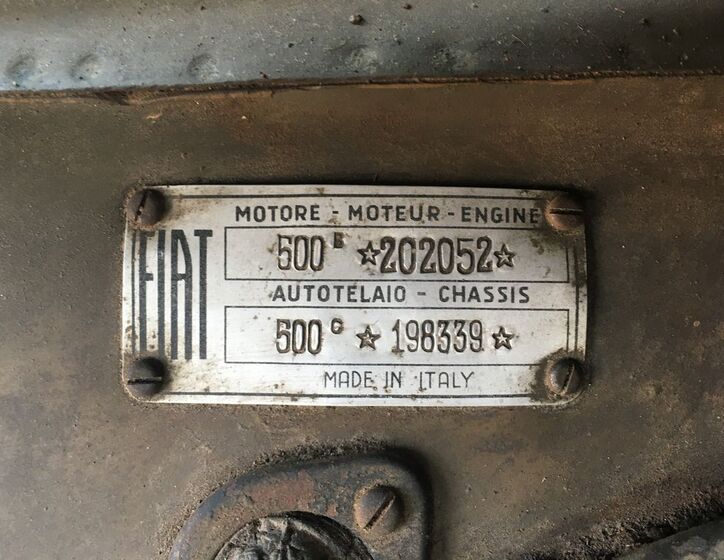 FIAT
MOTORE - MOTEUR - ENGINE
500 B ☆202052☆
AUTOTELAIO - CHASSIS
500 C ☆ 198339 ☆
MADE IN ITALY